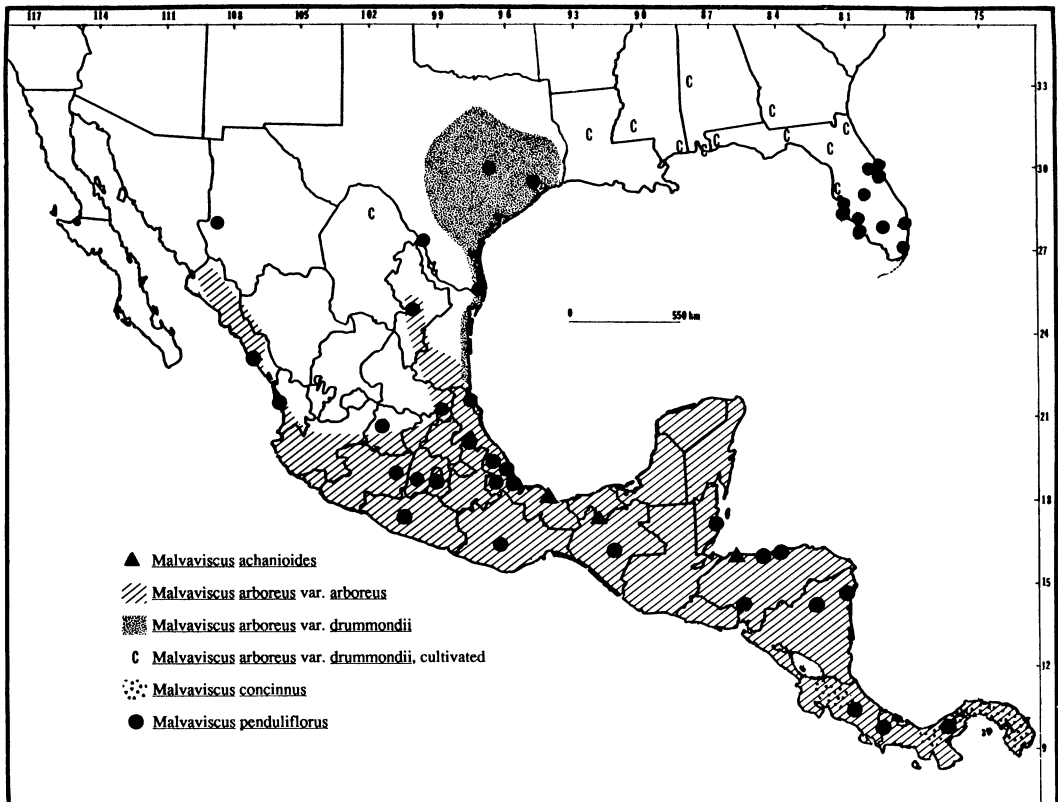 117 114 111 108 105 102 99 96 93 90 87 84 81 78 75
33
30
27
24
18
15
12
9
C
C
C
C
C
C
C
C
C
C
C
C
0 550 km
Malvaviscus achanioides
Malvaviscus arboreus var. arboreus
Malvaviscus arboreus var. drummondii
C Malvaviscus arboreus var. drummondii, cultivated
Malvaviscus concinnus
Malvaviscus penduliflorus